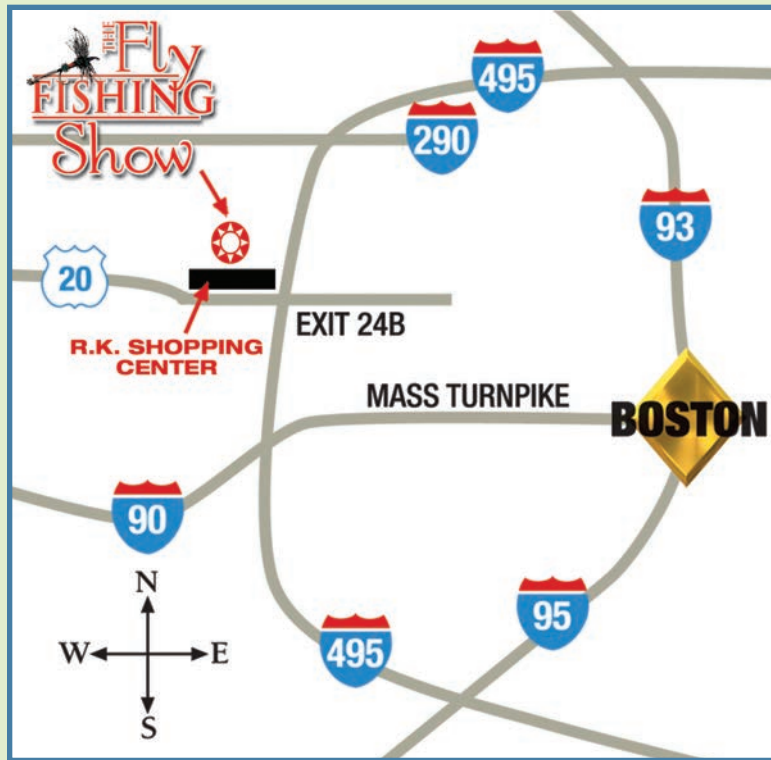 THE Fly
FISHING
Show
495
290
93
20
R.K. SHOPPING
CENTER
EXIT 24B
MASS TURNPIKE
BOSTON
90
N
W E
S
495
95